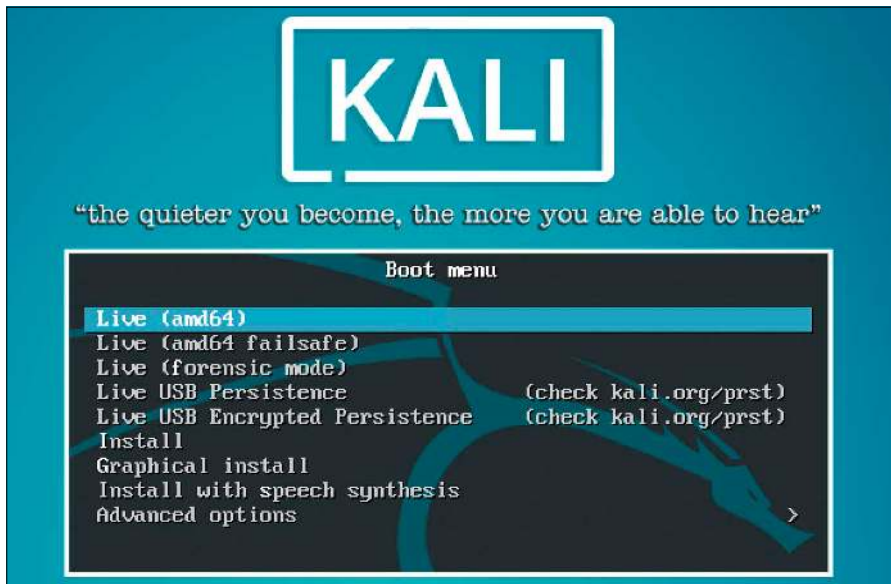 KALI
“the quieter you become, the more you are able to hear”
Boot menu
Live (amd64)
Live (amd64 failsafe)
Live (forensic mode)
Live USB Persistence (check kali.org/prst)
Live USB Encrypted Persistence (check kali.org/prst)
Install
Graphical install
Install with speech synthesis
Advanced options >